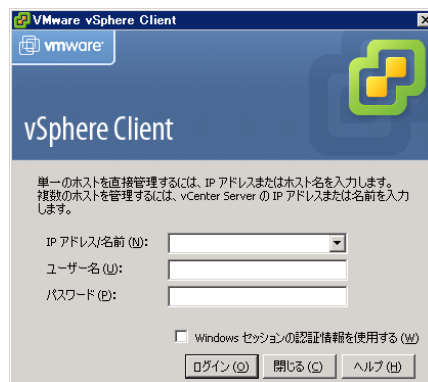 VMware vSphere Client
vmware
vSphere Client
単一のホストを直接管理するには、IP アドレスまたはホスト名を入力します。
複数のホストを管理するには、vCenter Server の IP アドレスまたは名前を入力
します。
IP アドレス/名前 (N):
ユーザー名 (U):
パスワード (P):
Windows セッションの認証情報を使用する (W)
ログイン (O) 閉じる (C) ヘルプ (H)